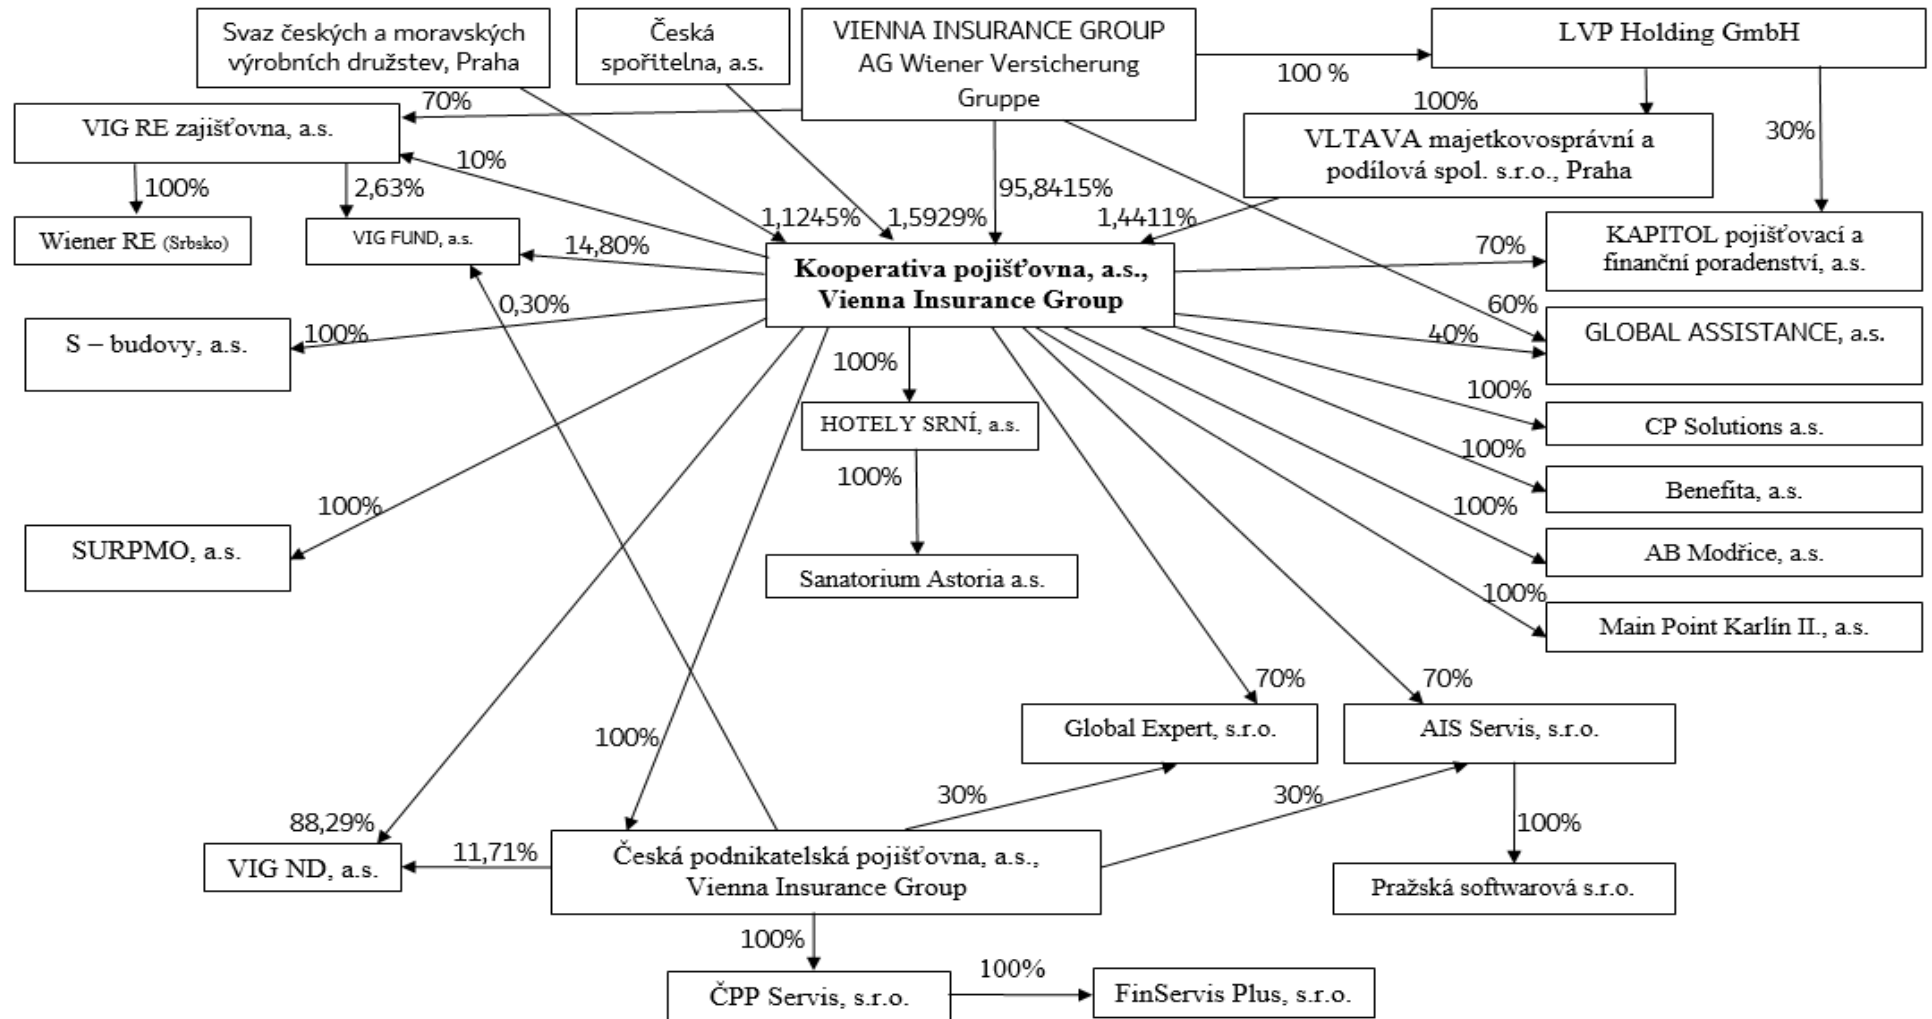 Svaz českých a moravských
výrobních družstev, Praha
Česká
spořitelna, a.s.
VIENNA INSURANCE GROUP
AG Wiener Versicherung
Gruppe
LVP Holding GmbH
100 %
70%
100%
30%
VIG RE zajišťovna, a.s.
VLTAVA majetkovosprávní a
podílová spol. s.r.o., Praha
10%
100%
2,63%
95,8415%
1,1245%
1,5929%
1,4411%
Wiener RE (Srbsko)
VIG FUND, a.s.
14,80%
Kooperativa pojišťovna, a.s.,
Vienna Insurance Group
70%
KAPITOL pojišťovací a
finanční poradenství, a.s.
0,30%
60%
S – budovy, a.s.
100%
40%
GLOBAL ASSISTANCE, a.s.
100%
100%
HOTELY SRNÍ, a.s.
CP Solutions a.s.
100%
100%
Benefita, a.s.
SURPMO, a.s.
100%
100%
AB Modřice, a.s.
Sanatorium Astoria a.s.
100%
Main Point Karlín II., a.s.
70%
70%
Global Expert, s.r.o.
AIS Servis, s.r.o.
100%
30%
30%
88,29%
100%
VIG ND, a.s.
11,71%
Česká podnikatelská pojišťovna, a.s.,
Vienna Insurance Group
Pražská softwarová s.r.o.
100%
100%
ČPP Servis, s.r.o.
FinServis Plus, s.r.o.